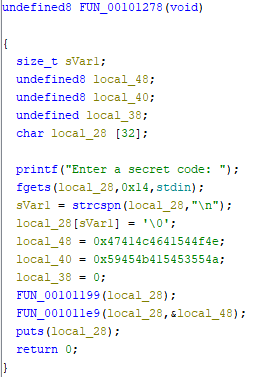 undefined8 FUN_00101278(void)
{
size_t sVar1;
undefined8 local_48;
undefined8 local_40;
undefined local_38;
char local_28 [32];
printf("Enter a secret code: ");
fgets(local_28,0x14,stdin);
sVar1 = strcspn(local_28,"\n");
local_28[sVar1] = '\0';
local_48 = 0x47414c4641544f4e;
local_40 = 0x59454b415453554a;
local_38 = 0;
FUN_00101199(local_28);
FUN_001011e9(local_28,&local_48);
puts(local_28);
return 0;
}